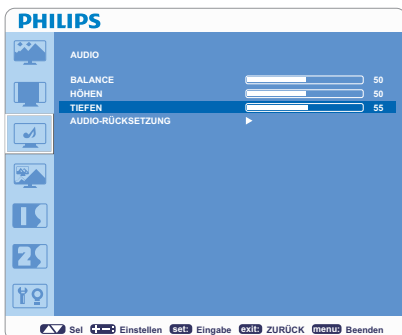 PHILIPS
AUDIO
BALANCE 50
HÖHEN 50
TIEFEN 55
AUDIO-RÜCKSETZUNG
Sel Einstellen set: Eingabe exit: ZURÜCK menu: Beenden